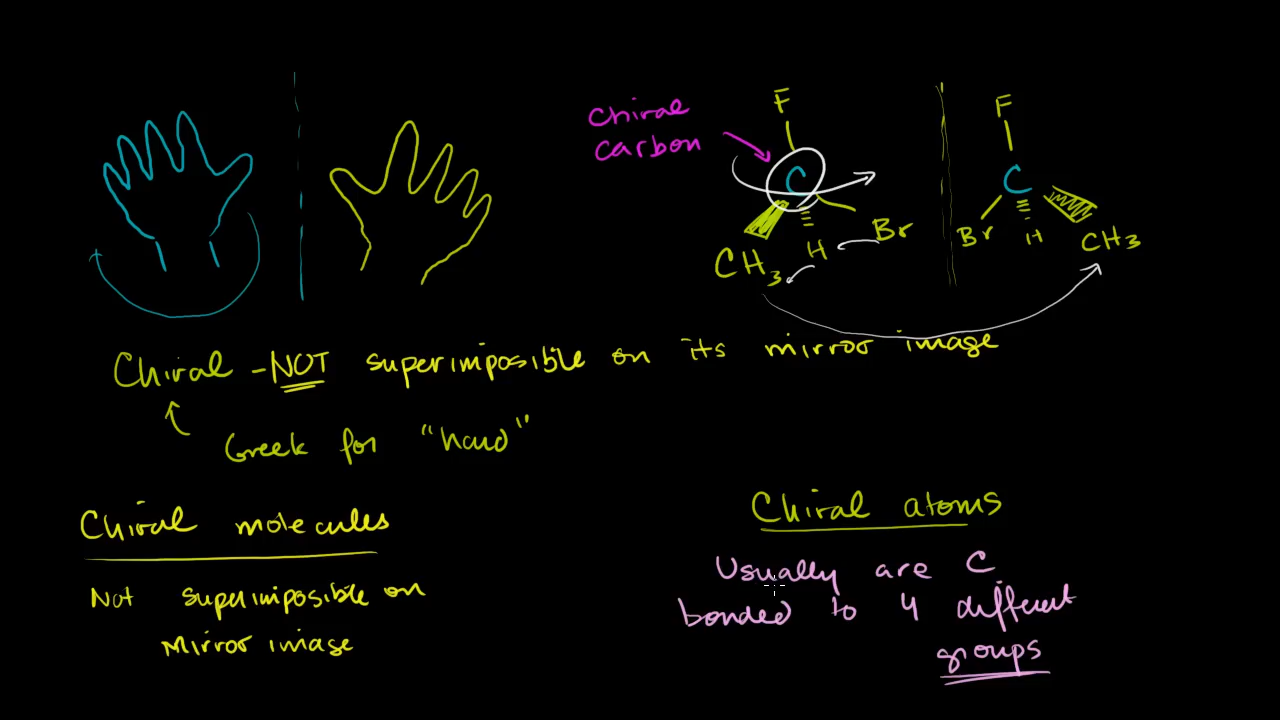 Chiral
carbon
F
C
CH3
H
Br
F
C
Br
H
CH3
Chiral - NOT superimposible on its mirror image
Greek for "hand"
Chiral molecules
Not superimposible on
Mirror image
Chiral atoms
Usually are C
bonded to 4 different
groups